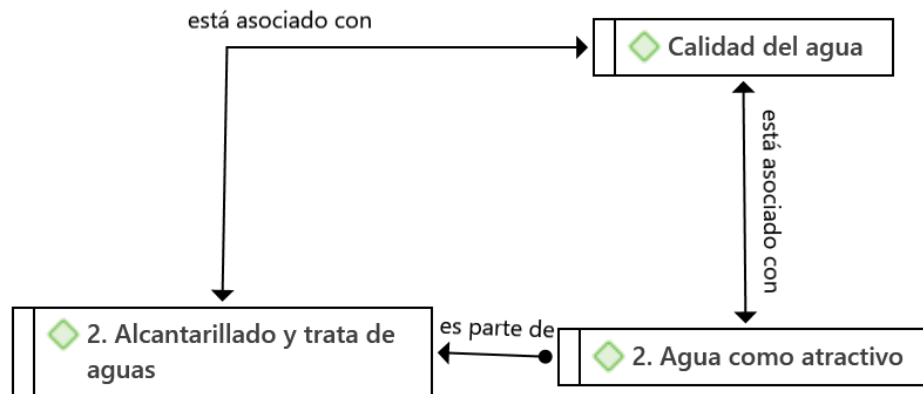 está asociado con
Calidad del agua
está asociado con
2. Alcantarillado y trata de
aguas
es parte de
2. Agua como atractivo